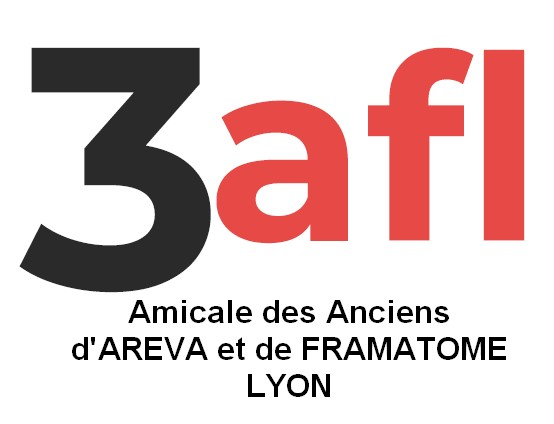 3afl
Amicale des Anciens
d'AREVA et de FRAMATOME
LYON